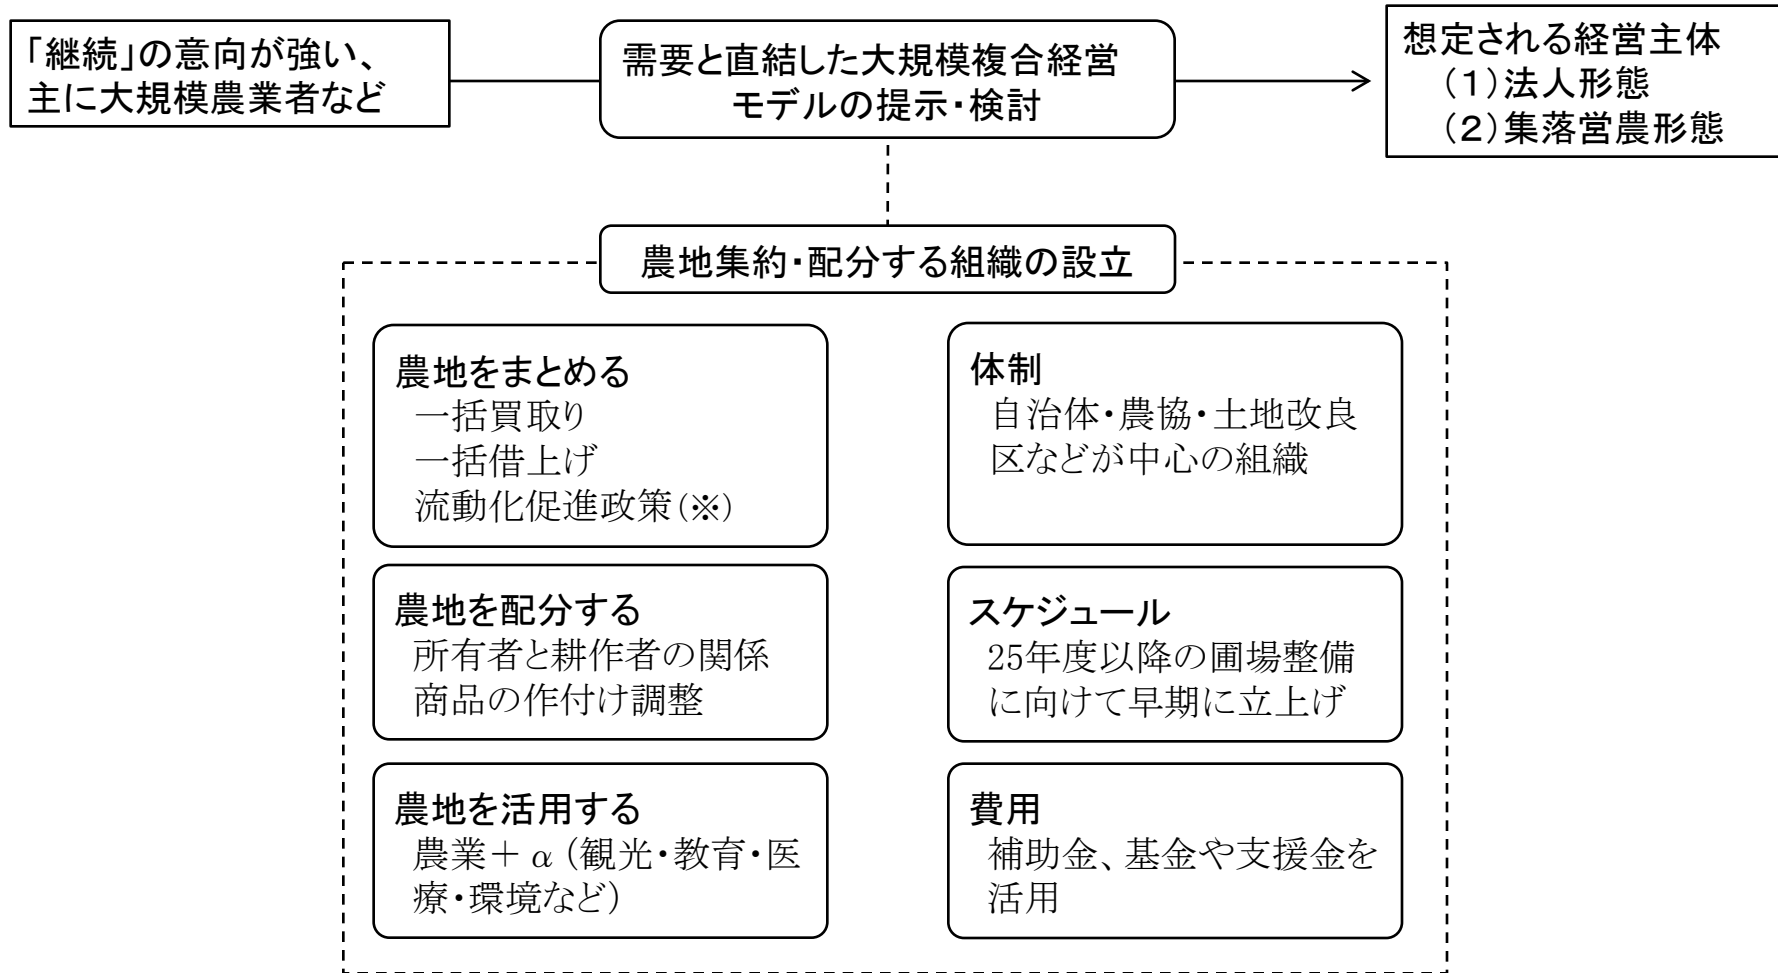 「継続」の意向が強い、
主に大規模農業者など
需要と直結した大規模複合経営
モデルの提示・検討
想定される経営主体
（１）法人形態
（２）集落営農形態
農地集約・配分する組織の設立
農地をまとめる
一括買取り
一括借上げ
流動化促進政策（※）
体制
自治体・農協・土地改良
区などが中心の組織
農地を配分する
所有者と耕作者の関係
商品の作付け調整
スケジュール
25年度以降の圃場整備
に向けて早期に立上げ
農地を活用する
農業＋α（観光・教育・医
療・環境など）
費用
補助金、基金や支援金を
活用